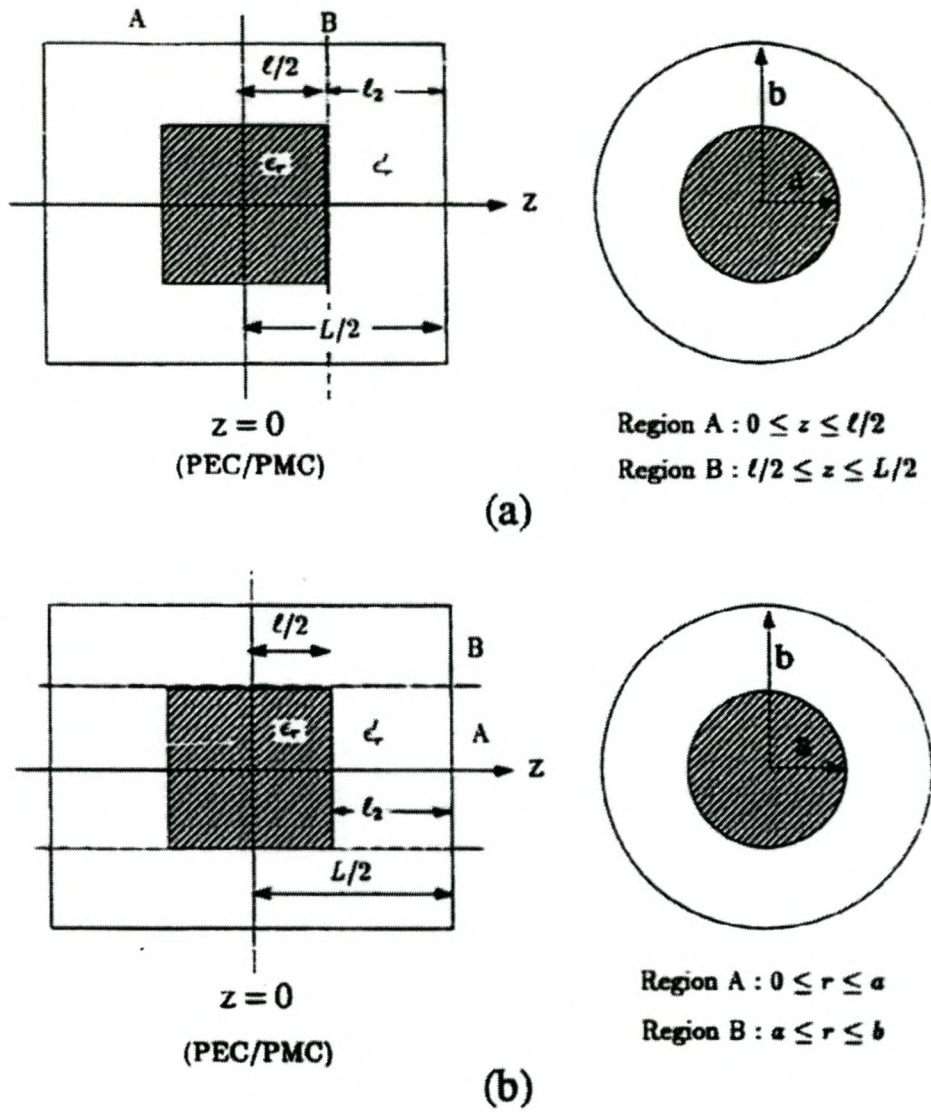 A
B
ℓ/2
ℓ₂
b
ϵᵣ
ϵ′ᵣ
a
z
L/2
z = 0
(PEC/PMC)
Region A : 0 ≤ z ≤ ℓ/2
Region B : ℓ/2 ≤ z ≤ L/2
(a)
ℓ/2
B
b
ϵᵣ
ϵ′ᵣ
A
a
z
ℓ₂
L/2
z = 0
(PEC/PMC)
Region A : 0 ≤ r ≤ a
Region B : a ≤ r ≤ b
(b)